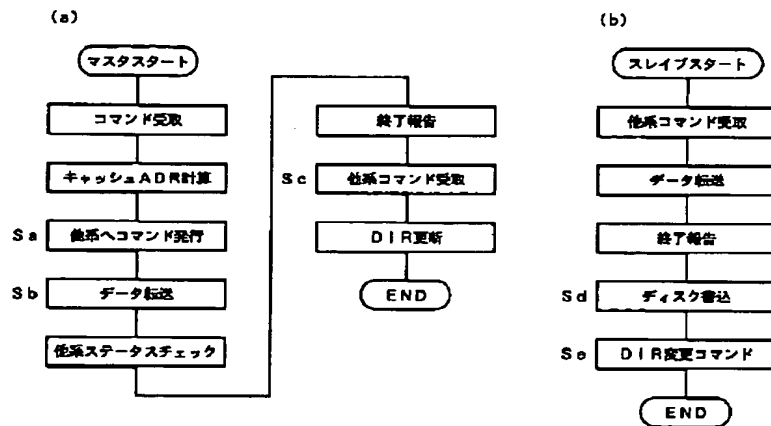 (a)
マスタスタート
コマンド受取
キャッシュADR計算
Sa 他系へコマンド発行
Sb データ転送
他系ステータスチェック
終了報告
Sc 他系コマンド受取
DIR更新
END
(b)
スレイブスタート
他系コマンド受取
データ転送
終了報告
Sd ディスク書込
Se DIR変更コマンド
END